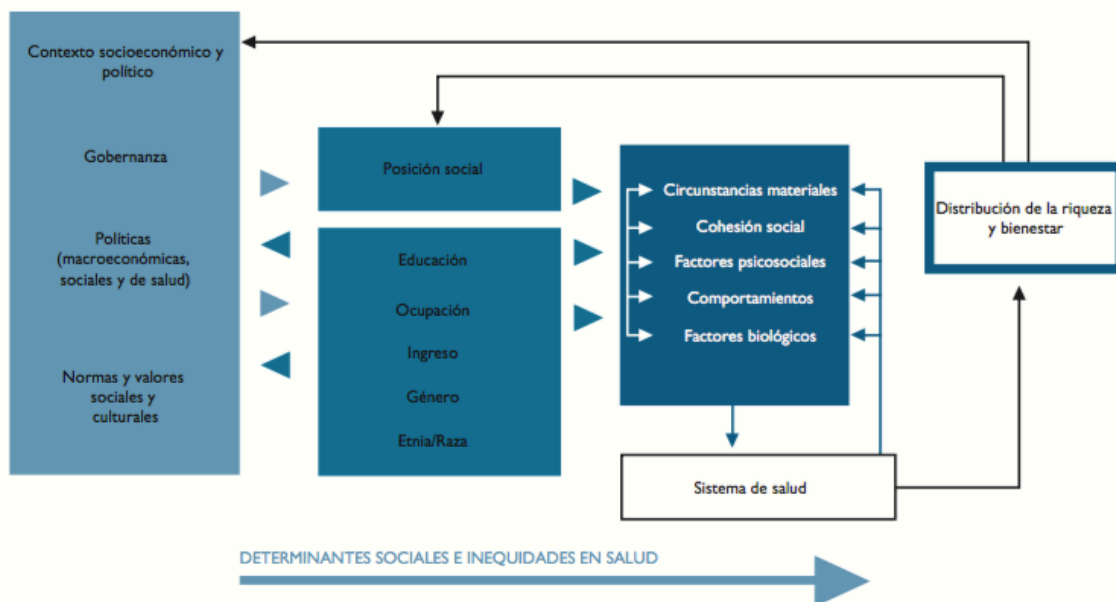 Contexto socioeconómico y
político
Gobernanza
Políticas
(macroeconómicas,
sociales y de salud)
Normas y valores
sociales y
culturales
Posición social
Educación
Ocupación
Ingreso
Género
Etnia/Raza
Circunstancias materiales
Cohesión social
Factores psicosociales
Comportamientos
Factores biológicos
Sistema de salud
Distribución de la riqueza
y bienestar
DETERMINANTES SOCIALES E INEQUIDADES EN SALUD